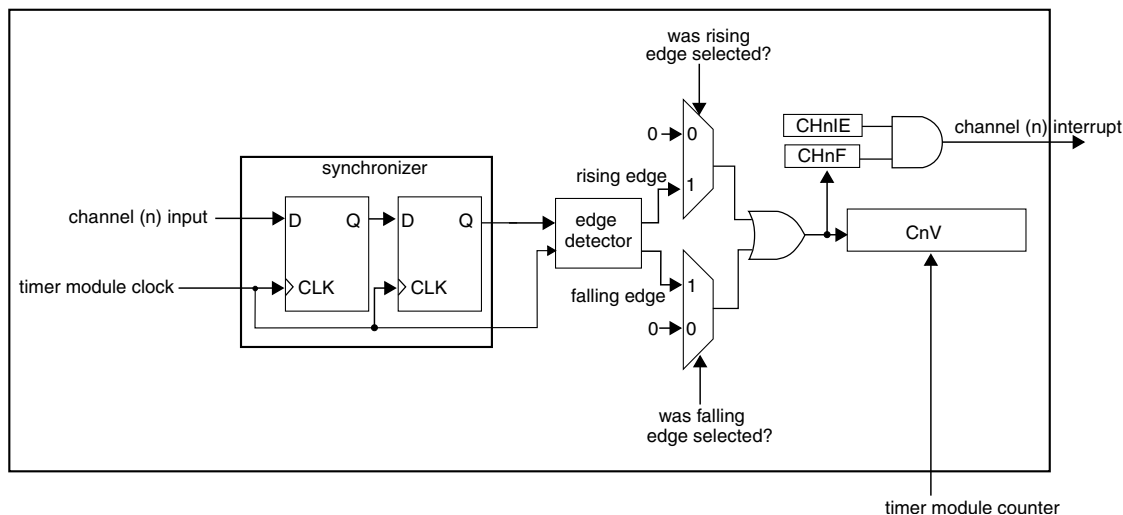 was rising
edge selected?
0
0
CHnIE
channel (n) interrupt
CHnF
synchronizer
rising edge
1
channel (n) input
D
Q
D
Q
edge
detector
CnV
timer module clock
CLK
CLK
falling edge
1
0
0
was falling
edge selected?
timer module counter